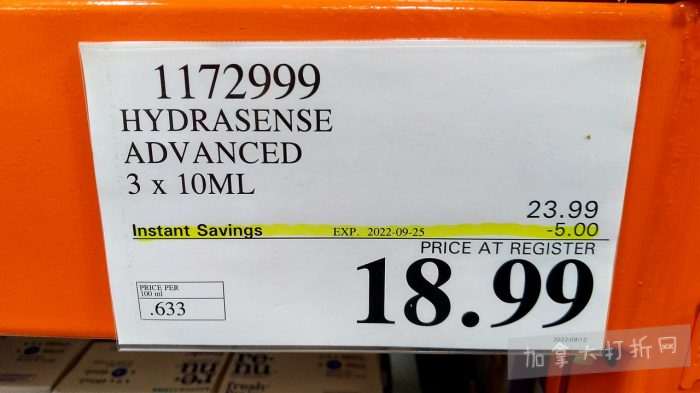 1172999
HYDRASENSE
ADVANCED
3 x 10ML
23.99
Instant Savings EXP. 2022-09-25 -5.00
PRICE AT REGISTER
18.99
PRICE PER
100 ml
.633
加拿大打折网